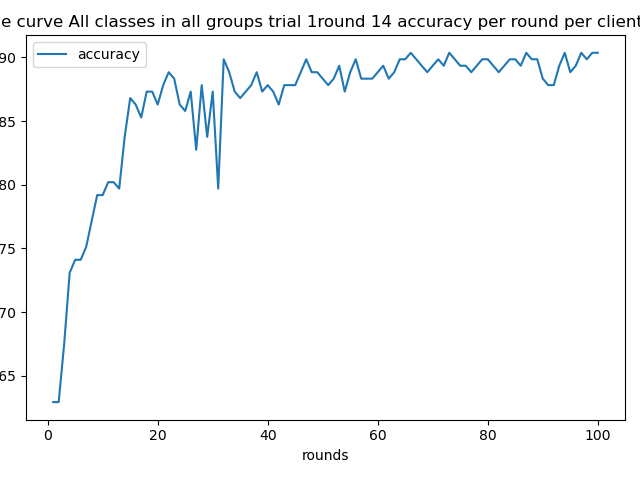 e curve All classes in all groups trial 1round 14 accuracy per round per client
accuracy
90
85
80
75
70
65
0 20 40 60 80 100
rounds